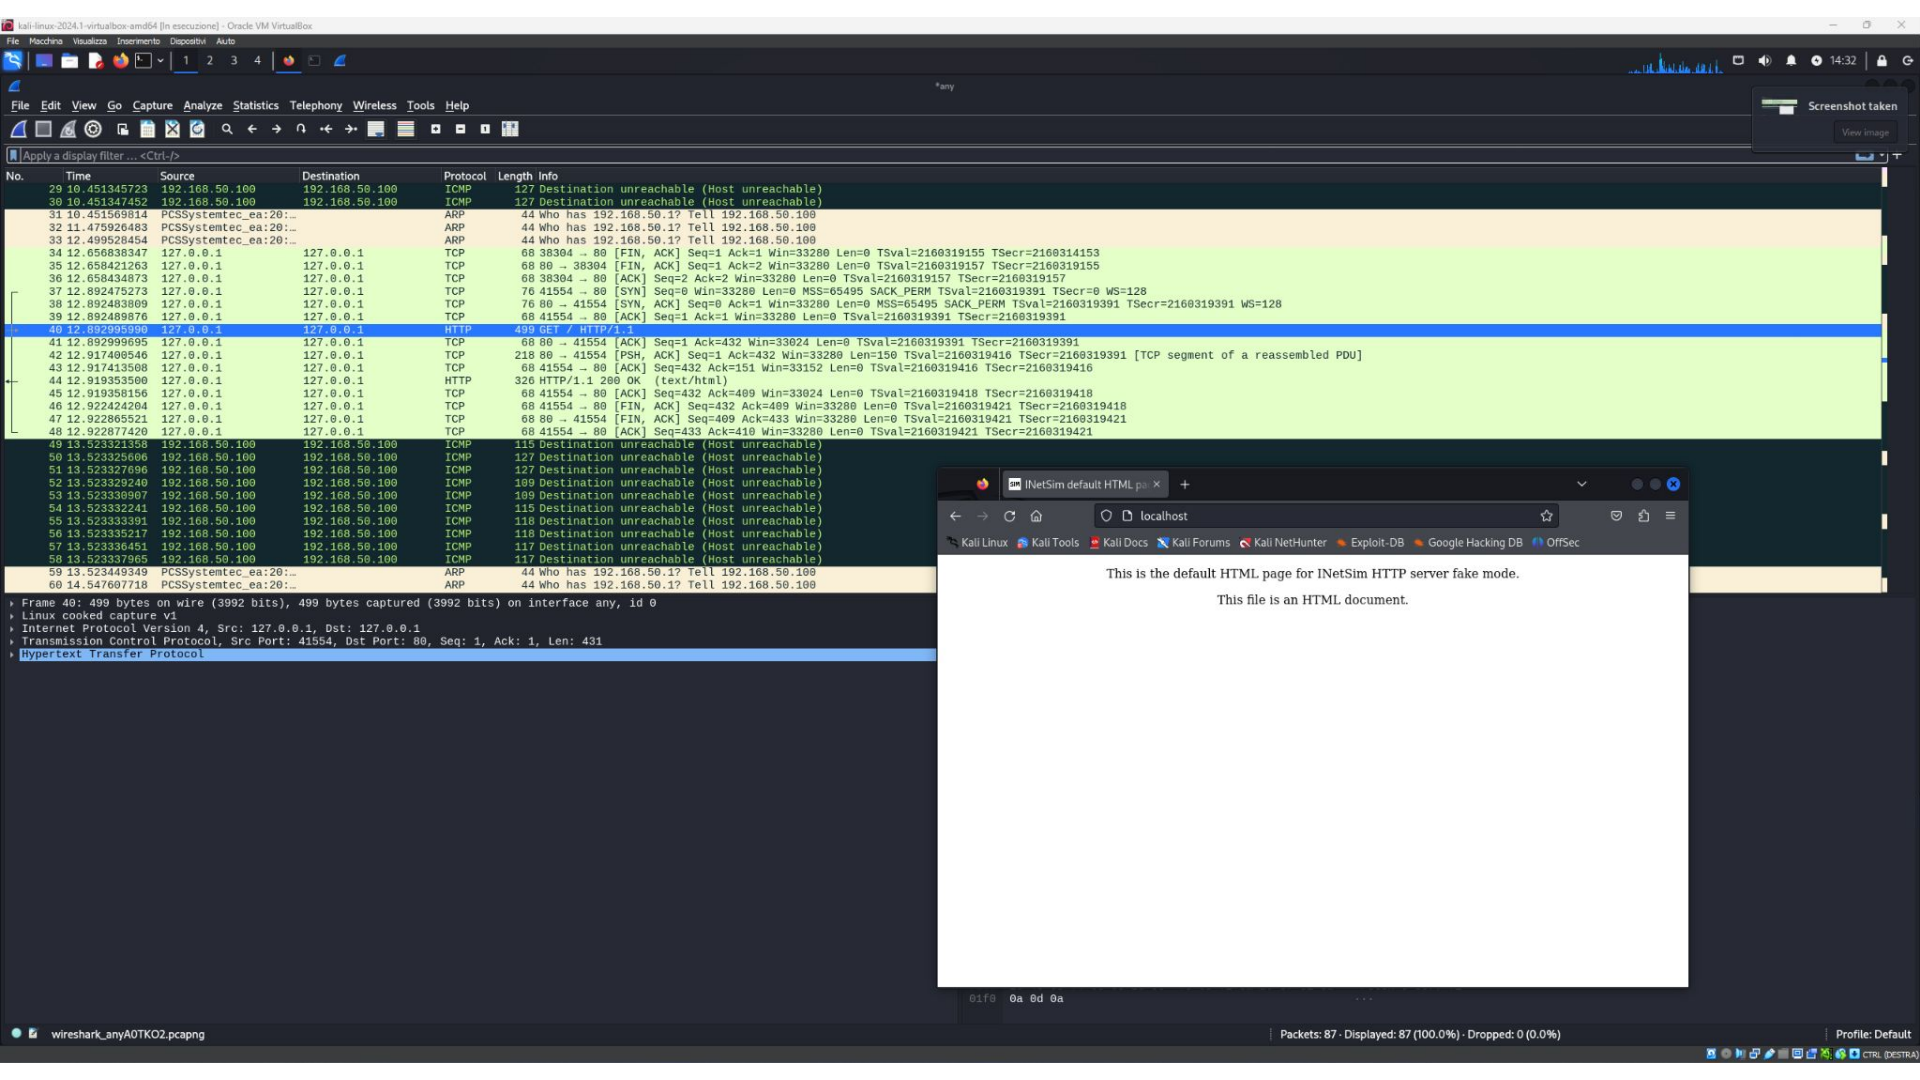 kali-linux-2024.1-virtualbox-amd64 [In esecuzione] - Oracle VM VirtualBox
File Macchina Visualizza Inserimento Dispositivi Aiuto
1 2 3 4
14:32
*any
File Edit View Go Capture Analyze Statistics Telephony Wireless Tools Help
Screenshot taken
View image
Apply a display filter … <Ctrl-/>
No. Time Source Destination Protocol Length Info
29 10.451345723 192.168.50.100 192.168.50.100 ICMP 127 Destination unreachable (Host unreachable)
30 10.451347452 192.168.50.100 192.168.50.100 ICMP 127 Destination unreachable (Host unreachable)
31 10.451569814 PCSSystemtec_ea:20:… ARP 44 Who has 192.168.50.1? Tell 192.168.50.100
32 11.475926483 PCSSystemtec_ea:20:… ARP 44 Who has 192.168.50.1? Tell 192.168.50.100
33 12.499528454 PCSSystemtec_ea:20:… ARP 44 Who has 192.168.50.1? Tell 192.168.50.100
34 12.656838347 127.0.0.1 127.0.0.1 TCP 68 38304 → 80 [FIN, ACK] Seq=1 Ack=1 Win=33280 Len=0 TSval=2160319155 TSecr=2160314153
35 12.658421263 127.0.0.1 127.0.0.1 TCP 68 80 → 38304 [FIN, ACK] Seq=1 Ack=2 Win=33280 Len=0 TSval=2160319157 TSecr=2160319155
36 12.658434873 127.0.0.1 127.0.0.1 TCP 68 38304 → 80 [ACK] Seq=2 Ack=2 Win=33280 Len=0 TSval=2160319157 TSecr=2160319157
37 12.892475273 127.0.0.1 127.0.0.1 TCP 76 41554 → 80 [SYN] Seq=0 Win=33280 Len=0 MSS=65495 SACK_PERM TSval=2160319391 TSecr=0 WS=128
38 12.892483809 127.0.0.1 127.0.0.1 TCP 76 80 → 41554 [SYN, ACK] Seq=0 Ack=1 Win=33280 Len=0 MSS=65495 SACK_PERM TSval=2160319391 TSecr=2160319391 WS=128
39 12.892489876 127.0.0.1 127.0.0.1 TCP 68 41554 → 80 [ACK] Seq=1 Ack=1 Win=33280 Len=0 TSval=2160319391 TSecr=2160319391
40 12.892995990 127.0.0.1 127.0.0.1 HTTP 499 GET / HTTP/1.1
41 12.892999695 127.0.0.1 127.0.0.1 TCP 68 80 → 41554 [ACK] Seq=1 Ack=432 Win=33024 Len=0 TSval=2160319391 TSecr=2160319391
42 12.917400546 127.0.0.1 127.0.0.1 TCP 218 80 → 41554 [PSH, ACK] Seq=1 Ack=432 Win=33280 Len=150 TSval=2160319416 TSecr=2160319391 [TCP segment of a reassembled PDU]
43 12.917413508 127.0.0.1 127.0.0.1 TCP 68 41554 → 80 [ACK] Seq=432 Ack=151 Win=33152 Len=0 TSval=2160319416 TSecr=2160319416
44 12.919353500 127.0.0.1 127.0.0.1 HTTP 326 HTTP/1.1 200 OK (text/html)
45 12.919358156 127.0.0.1 127.0.0.1 TCP 68 41554 → 80 [ACK] Seq=432 Ack=409 Win=33024 Len=0 TSval=2160319418 TSecr=2160319418
46 12.922424204 127.0.0.1 127.0.0.1 TCP 68 41554 → 80 [FIN, ACK] Seq=432 Ack=409 Win=33280 Len=0 TSval=2160319421 TSecr=2160319418
47 12.922865521 127.0.0.1 127.0.0.1 TCP 68 80 → 41554 [FIN, ACK] Seq=409 Ack=433 Win=33280 Len=0 TSval=2160319421 TSecr=2160319421
48 12.922877420 127.0.0.1 127.0.0.1 TCP 68 41554 → 80 [ACK] Seq=433 Ack=410 Win=33280 Len=0 TSval=2160319421 TSecr=2160319421
49 13.523321358 192.168.50.100 192.168.50.100 ICMP 115 Destination unreachable (Host unreachable)
50 13.523325606 192.168.50.100 192.168.50.100 ICMP 127 Destination unreachable (Host unreachable)
51 13.523327696 192.168.50.100 192.168.50.100 ICMP 127 Destination unreachable (Host unreachable)
52 13.523329240 192.168.50.100 192.168.50.100 ICMP 109 Destination unreachable (Host unreachable)
53 13.523330907 192.168.50.100 192.168.50.100 ICMP 109 Destination unreachable (Host unreachable)
54 13.523332241 192.168.50.100 192.168.50.100 ICMP 115 Destination unreachable (Host unreachable)
55 13.523333391 192.168.50.100 192.168.50.100 ICMP 118 Destination unreachable (Host unreachable)
56 13.523335217 192.168.50.100 192.168.50.100 ICMP 118 Destination unreachable (Host unreachable)
57 13.523336451 192.168.50.100 192.168.50.100 ICMP 117 Destination unreachable (Host unreachable)
58 13.523337965 192.168.50.100 192.168.50.100 ICMP 117 Destination unreachable (Host unreachable)
59 13.523449349 PCSSystemtec_ea:20:… ARP 44 Who has 192.168.50.1? Tell 192.168.50.100
60 14.547607718 PCSSystemtec_ea:20:… ARP 44 Who has 192.168.50.1? Tell 192.168.50.100
Frame 40: 499 bytes on wire (3992 bits), 499 bytes captured (3992 bits) on interface any, id 0
Linux cooked capture v1
Internet Protocol Version 4, Src: 127.0.0.1, Dst: 127.0.0.1
Transmission Control Protocol, Src Port: 41554, Dst Port: 80, Seq: 1, Ack: 1, Len: 431
Hypertext Transfer Protocol
SIM INetSim default HTML pa
localhost
Kali Linux Kali Tools Kali Docs Kali Forums Kali NetHunter Exploit-DB Google Hacking DB OffSec
This is the default HTML page for INetSim HTTP server fake mode.
This file is an HTML document.
01f0 0a 0d 0a ...
wireshark_anyA0TKO2.pcapng
Packets: 87 · Displayed: 87 (100.0%) · Dropped: 0 (0.0%)
Profile: Default
CTRL (DESTRA)